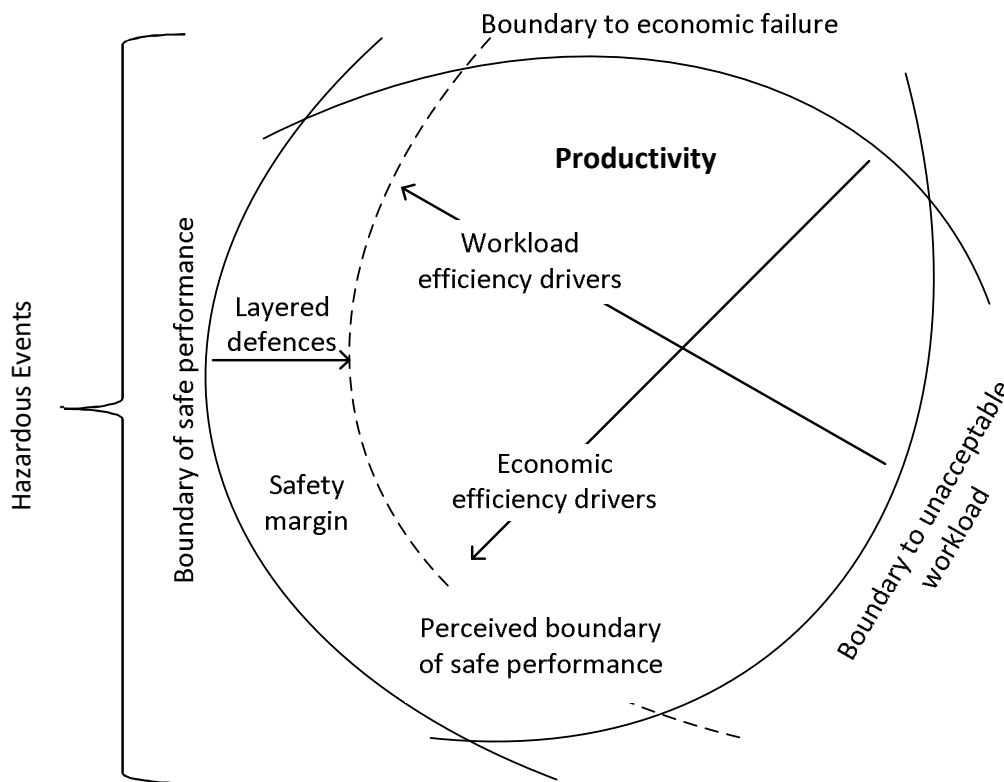 Boundary to economic failure
Productivity
Workload
efficiency drivers
Layered
defences
Hazardous Events
Boundary of safe performance
Economic
efficiency drivers
Safety
margin
Boundary to unacceptable
workload
Perceived boundary
of safe performance